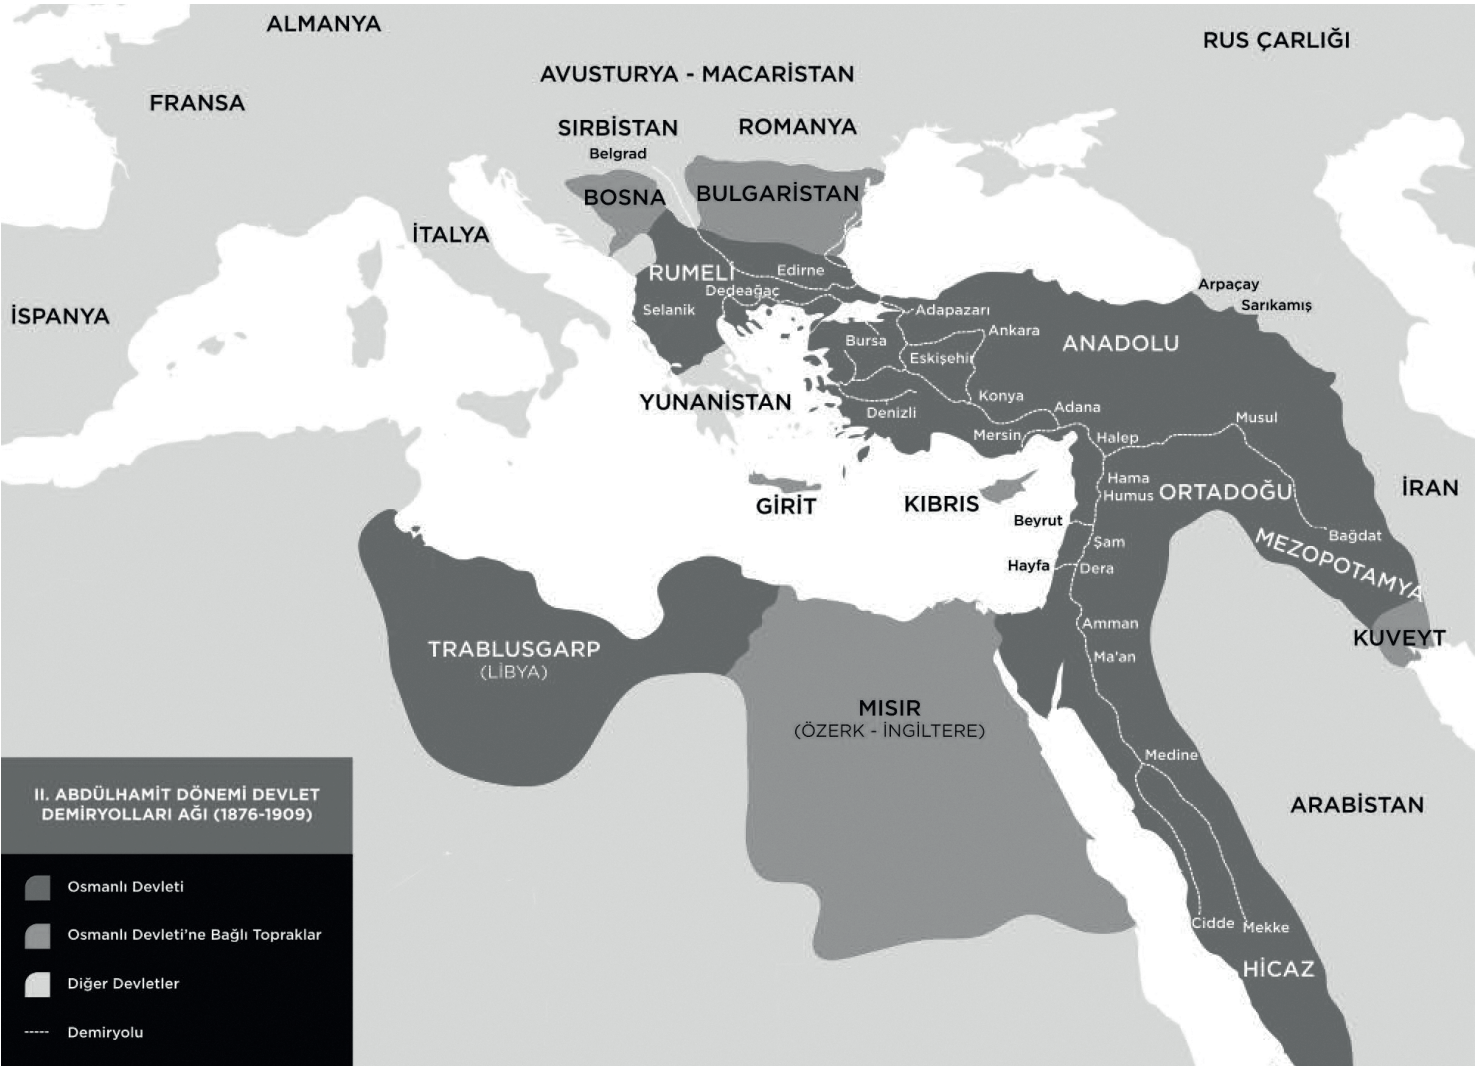 ALMANYA
RUS ÇARLIĞI
AVUSTURYA - MACARİSTAN
FRANSA
SIRBİSTAN
ROMANYA
Belgrad
BOSNA
BULGARİSTAN
İTALYA
RUMELİ
Edirne
Dedeağaç
Arpaçay
Sarıkamış
İSPANYA
Selanik
Adapazarı
Ankara
Bursa
ANADOLU
Eskişehir
YUNANİSTAN
Konya
Adana
Denizli
Musul
Mersin
Halep
Hama
Humus
ORTADOĞU
İRAN
GİRİT
KIBRIS
Beyrut
Bağdat
Şam
MEZOPOTAMYA
Hayfa
Dera
Amman
KUVEYT
TRABLUSGARP
(LİBYA)
Ma'an
MISIR
(ÖZERK - İNGİLTERE)
Medine
II. ABDÜLHAMİT DÖNEMİ DEVLET
DEMİRYOLLARI AĞI (1876-1909)
ARABİSTAN
Osmanlı Devleti
Osmanlı Devleti'ne Bağlı Topraklar
Cidde
Mekke
HİCAZ
Diğer Devletler
Demiryolu